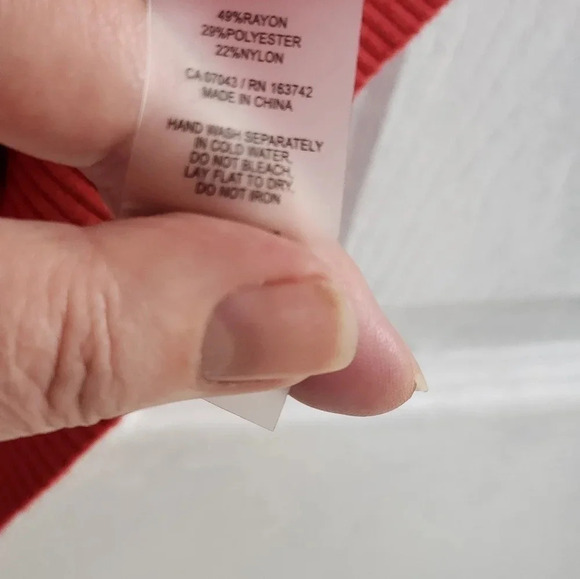 49%RAYON
29%POLYESTER
22%NYLON
CA 07043 / RN 163742
MADE IN CHINA
HAND WASH SEPARATELY
IN COLD WATER,
DO NOT BLEACH,
LAY FLAT TO DRY,
DO NOT IRON